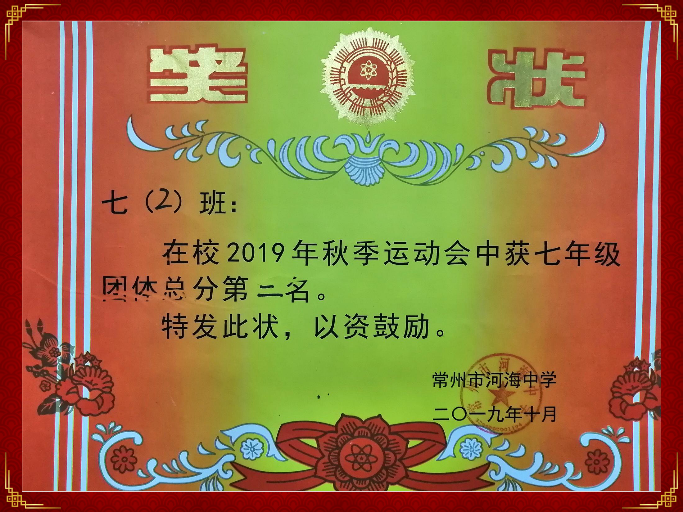 奖 状
七（2）班：
在校2019年秋季运动会中获七年级
团体总分第二名。
特发此状，以资鼓励。
常州市河海中学
二〇一九年十月